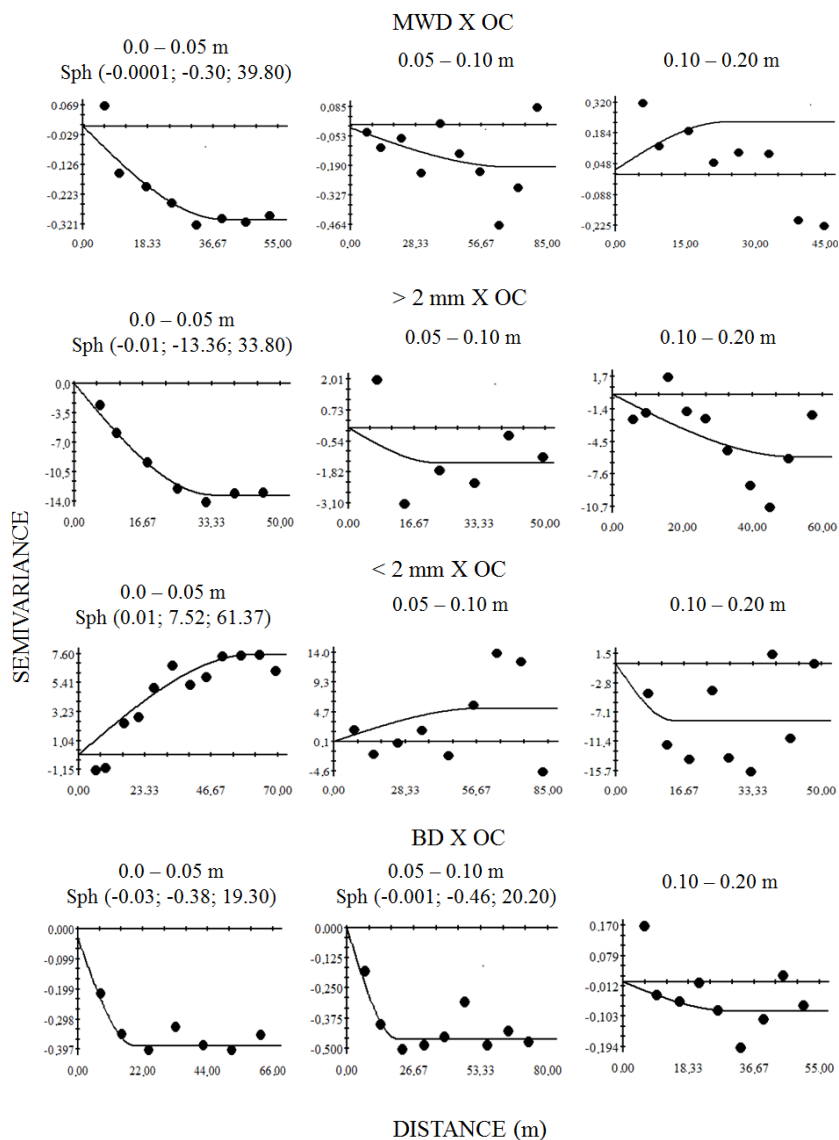 MWD X OC
0.0 – 0.05 m
Sph (-0.0001; -0.30; 39.80)
0.05 – 0.10 m
0.10 – 0.20 m
0.069
-0.029
-0.126
-0.223
-0.321
0,00 18,33 36,67 55,00
0.085
-0.053
-0.190
-0.327
-0.464
0,00 28,33 56,67 85,00
0.320
0.184
0.048
-0.088
-0,225
0,00 15,00 33,00 45,00
> 2 mm X OC
0.0 – 0.05 m
Sph (-0.01; -13.36; 33.80)
0.05 – 0.10 m
0.10 – 0.20 m
0,0
-3.5
-7.0
-10.5
-14.0
0,00 16,67 33,33 50,00
2.01
0.73
-0.54
-1.82
-3,10
0,00 16.67 33,33 50,00
1,7
-1.4
-4.5
-7.6
-10.7
0,00 20,00 40,00 60,00
SEMIVARIANCE
< 2 mm X OC
0.0 – 0.05 m
Sph (0.01; 7.52; 61.37)
0.05 – 0.10 m
0.10 – 0.20 m
7.60
5.41
3.23
1,04
-1,15
0,00 23.33 46,67 70,00
14.0
9.3
4.7
0,1
-4.6
0,00 28,33 56,67 85,00
1.5
-2.8
-7.1
-11.4
-15.7
0,00 16,67 33,33 50,00
BD X OC
0.0 – 0.05 m
Sph (-0.03; -0.38; 19.30)
0.05 – 0.10 m
Sph (-0.001; -0.46; 20.20)
0.10 – 0.20 m
0.000
-0.099
-0.199
-0.298
-0.397
0,00 22,00 44,00 66.00
0.000
-0.125
-0.250
-0.375
-0.500
0,00 26,67 53,33 80,00
0.170
0.079
-0.012
-0.103
-0.194
0,00 18,33 36,67 55,00
DISTANCE (m)